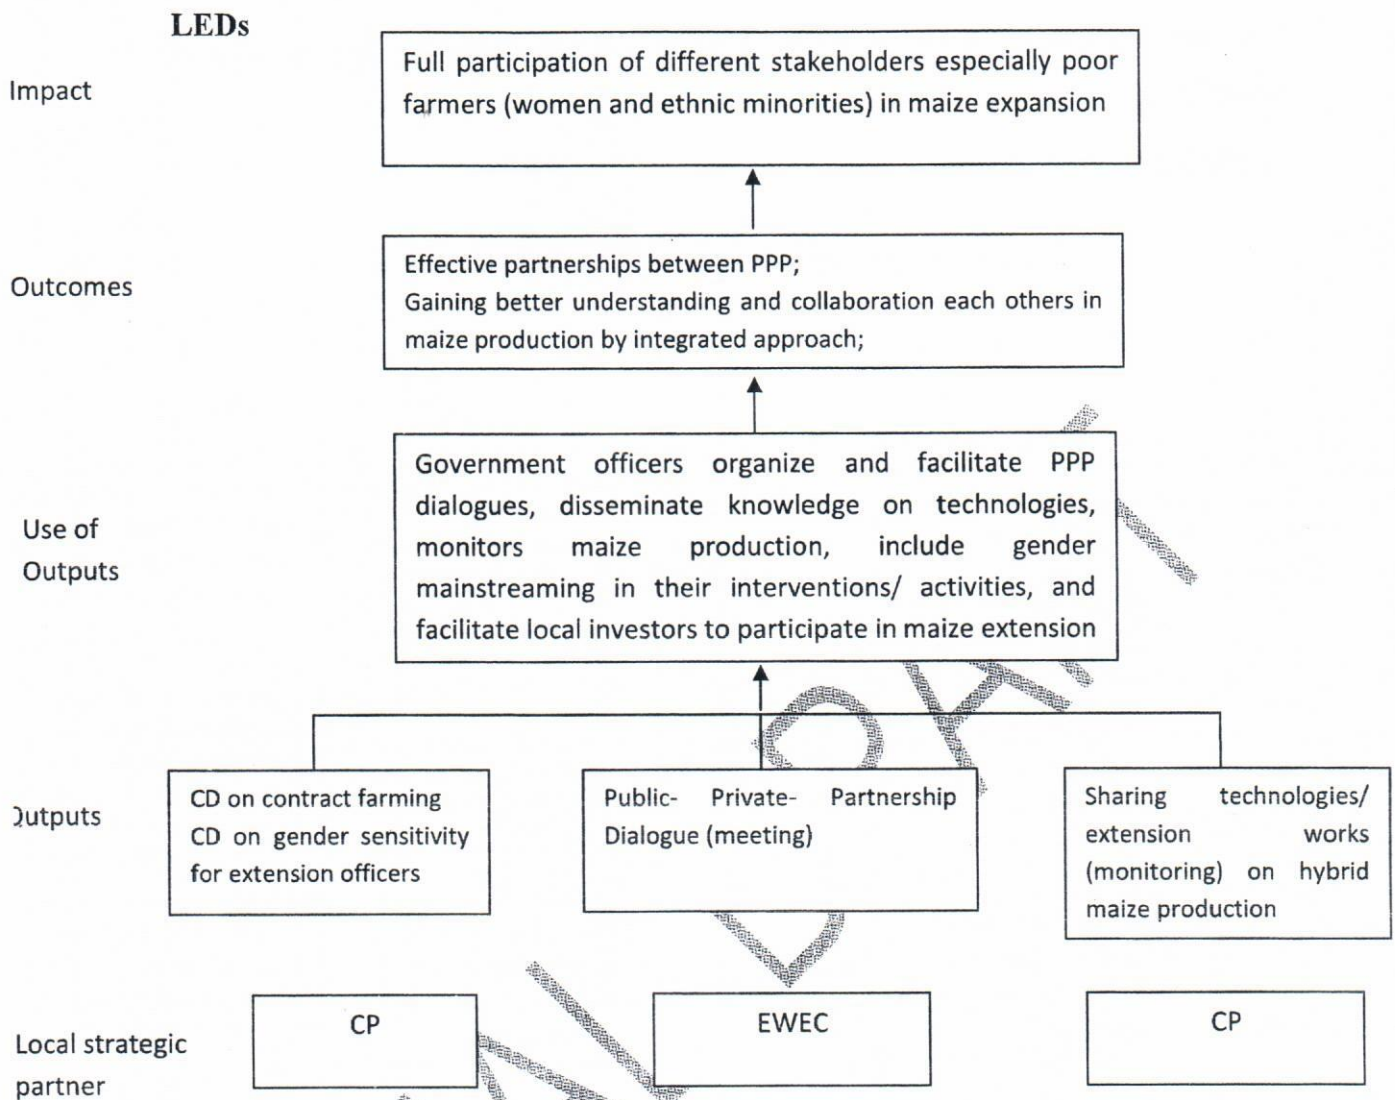 LEDs
Impact
Full participation of different stakeholders especially poor
farmers (women and ethnic minorities) in maize expansion
Outcomes
Effective partnerships between PPP;
Gaining better understanding and collaboration each others in
maize production by integrated approach;
Use of
Outputs
Government officers organize and facilitate PPP
dialogues, disseminate knowledge on technologies,
monitors maize production, include gender
mainstreaming in their interventions/ activities, and
facilitate local investors to participate in maize extension
Outputs
CD on contract farming
CD on gender sensitivity
for extension officers
Public- Private- Partnership
Dialogue (meeting)
Sharing technologies/
extension works
(monitoring) on hybrid
maize production
Local strategic
partner
CP
EWEC
CP